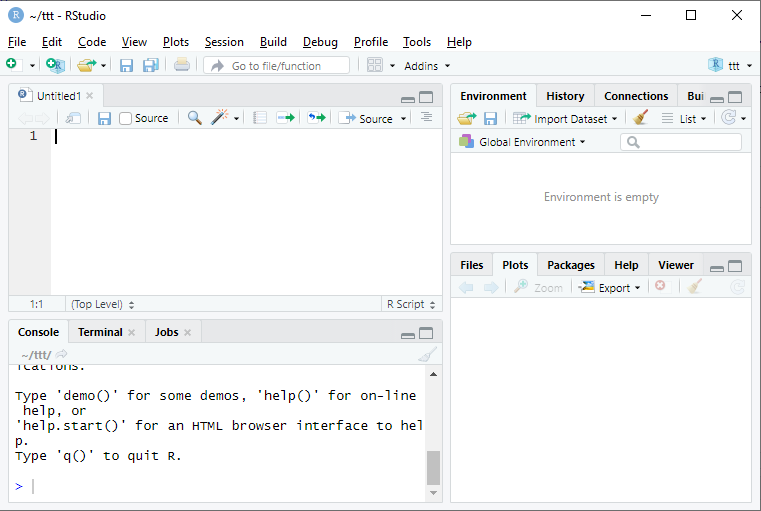 ~/ttt - RStudio
File Edit Code View Plots Session Build Debug Profile Tools Help
Go to file/function Addins ttt
Untitled1
Source Source
1
1:1 (Top Level) R Script
Console Terminal Jobs
~/ttt/
ications.
Type 'demo()' for some demos, 'help()' for on-line
help, or
'help.start()' for an HTML browser interface to hel
p.
Type 'q()' to quit R.
>
Environment History Connections Bui
Import Dataset List
Global Environment
Environment is empty
Files Plots Packages Help Viewer
Zoom Export